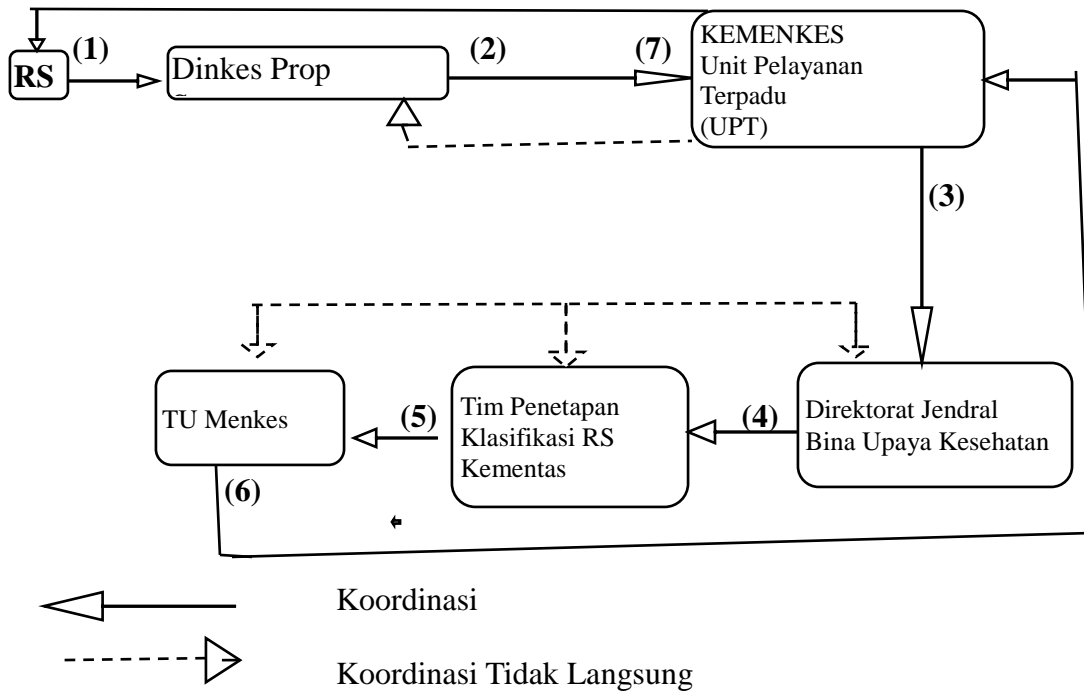 RS
(1)
Dinkes Prop
(2)
(7)
KEMENKES
Unit Pelayanan
Terpadu
(UPT)
(3)
TU Menkes
(5)
Tim Penetapan
Klasifikasi RS
Kementas
(4)
Direktorat Jendral
Bina Upaya Kesehatan
(6)
Koordinasi
Koordinasi Tidak Langsung